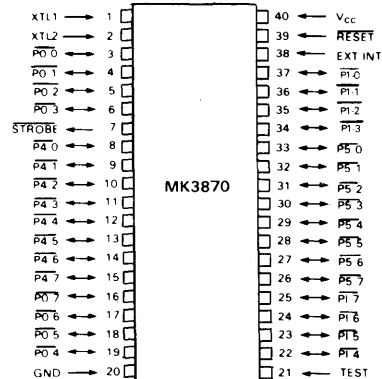 XTL1 1 40 Vcc
XTL2 2 39 RESET
P0 0 3 38 EXT INT
P0 1 4 37 P1-0
P0 2 5 36 P1-1
P0 3 6 35 P1-2
STROBE 7 34 P1-3
P4 0 8 33 P5 0
P4 1 9 32 P5 1
P4 2 10 31 P5 2
MK3870
P4 3 11 30 P5 3
P4 4 12 29 P5 4
P4 5 13 28 P5 5
P4 6 14 27 P5 6
P4 7 15 26 P5 7
P0 7 16 25 P1 7
P0 6 17 24 P1 6
P0 5 18 23 P1 5
P0 4 19 22 P1 4
GND 20 21 TEST